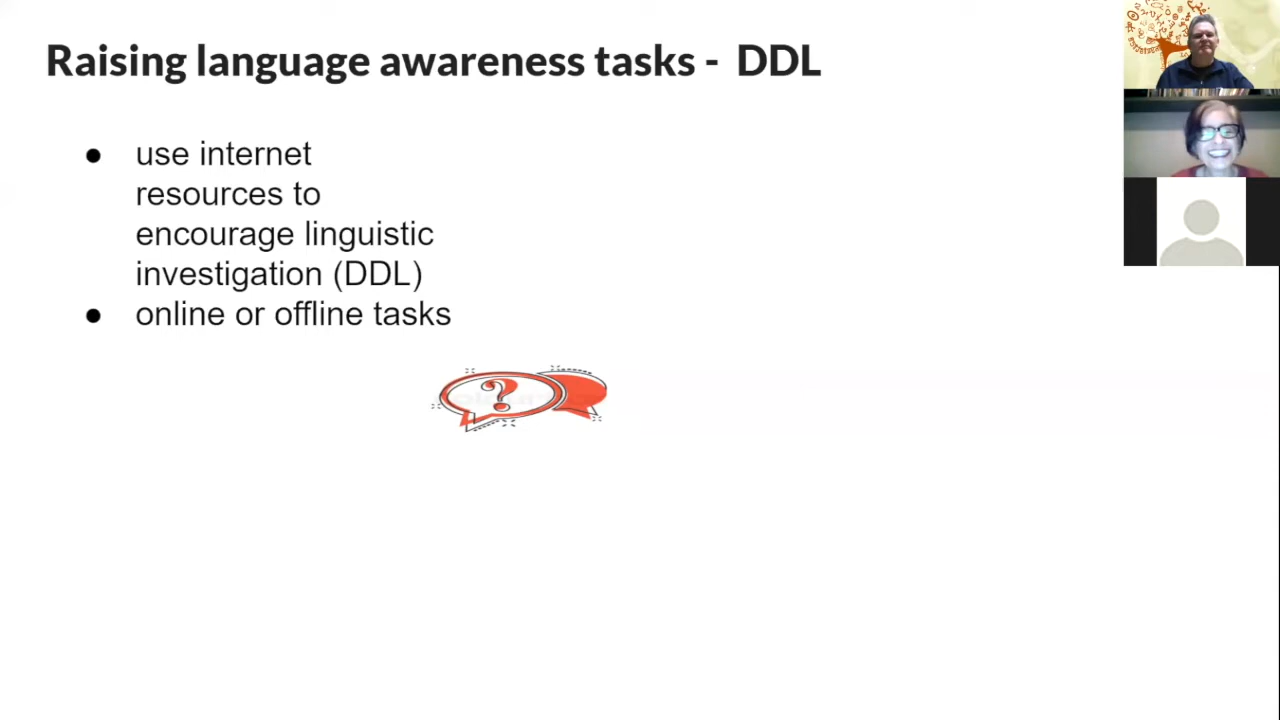 Raising language awareness tasks - DDL
● use internet
resources to
encourage linguistic
investigation (DDL)
● online or offline tasks
?